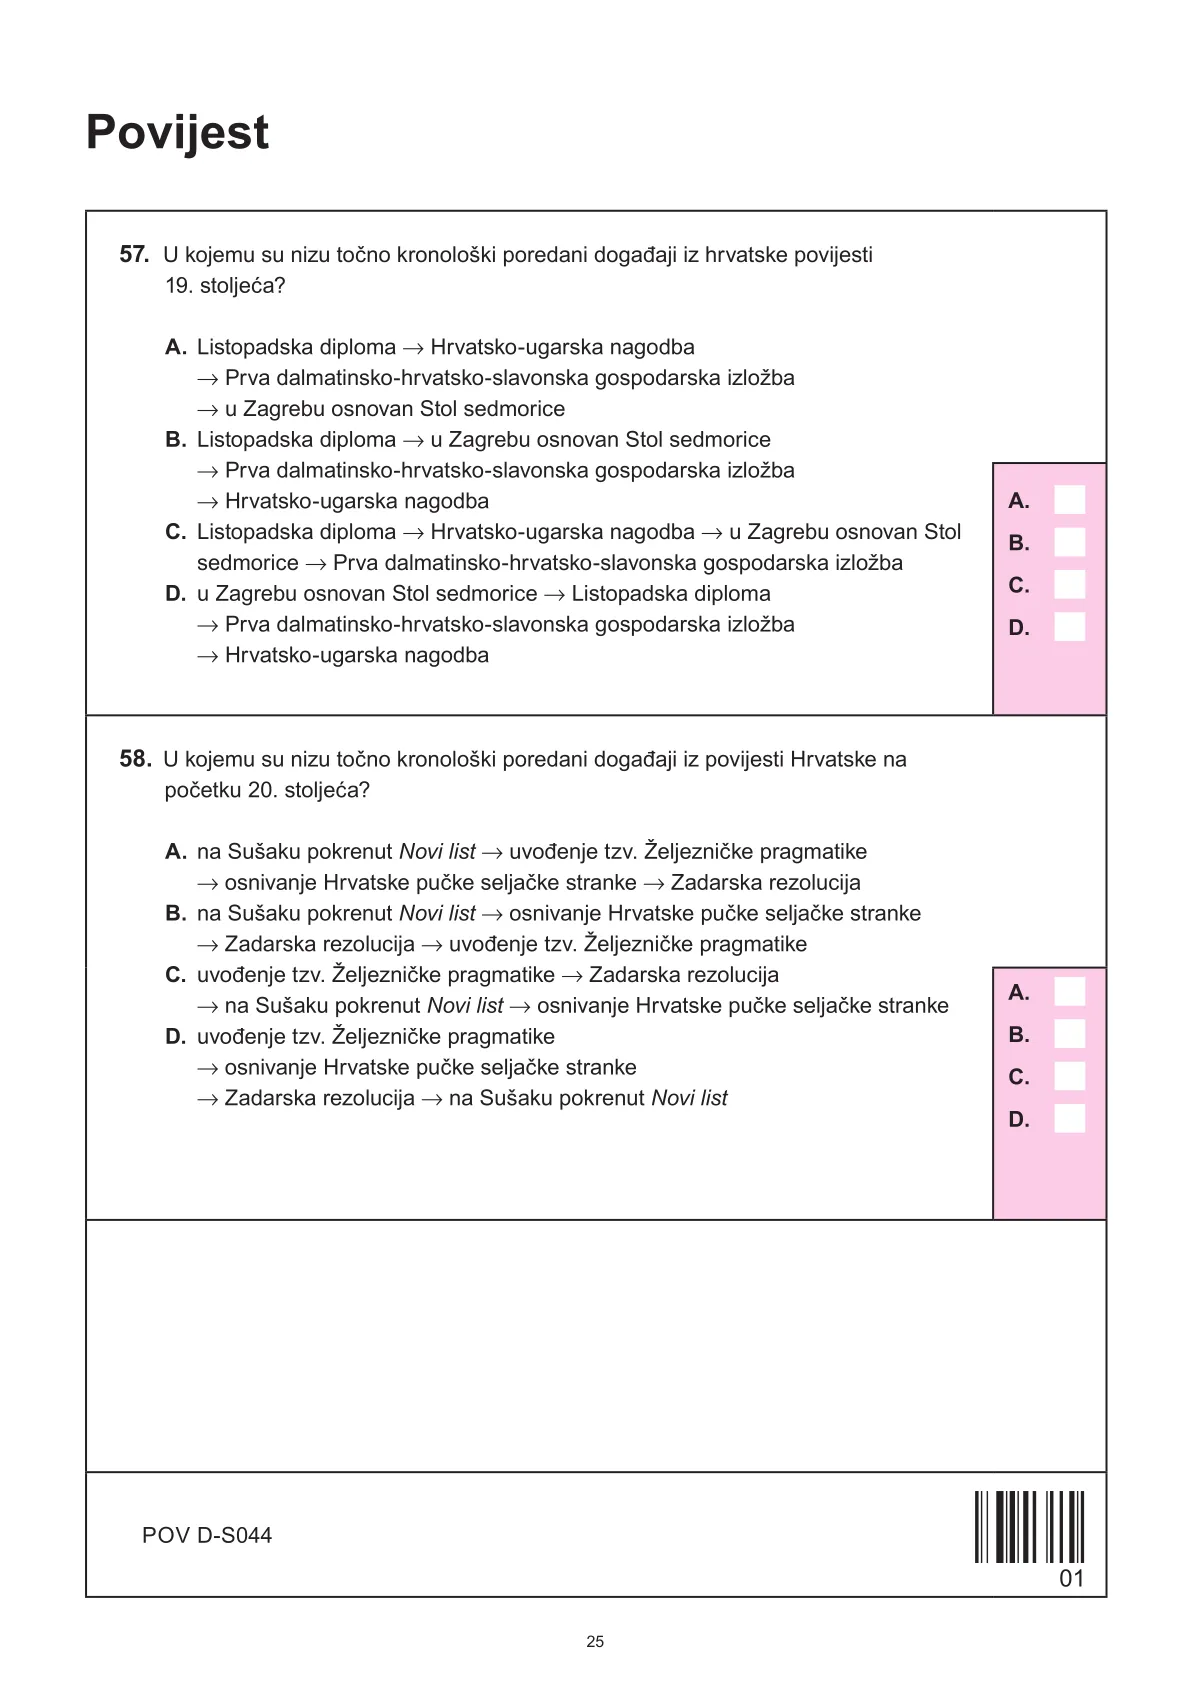 Povijest
57. U kojemu su nizu točno kronološki poredani događaji iz hrvatske povijesti
19. stoljeća?
A. Listopadska diploma → Hrvatsko-ugarska nagodba
→ Prva dalmatinsko-hrvatsko-slavonska gospodarska izložba
→ u Zagrebu osnovan Stol sedmorice
B. Listopadska diploma → u Zagrebu osnovan Stol sedmorice
→ Prva dalmatinsko-hrvatsko-slavonska gospodarska izložba
→ Hrvatsko-ugarska nagodba
C. Listopadska diploma → Hrvatsko-ugarska nagodba → u Zagrebu osnovan Stol
sedmorice → Prva dalmatinsko-hrvatsko-slavonska gospodarska izložba
D. u Zagrebu osnovan Stol sedmorice → Listopadska diploma
→ Prva dalmatinsko-hrvatsko-slavonska gospodarska izložba
→ Hrvatsko-ugarska nagodba
A.
B.
C.
D.
58. U kojemu su nizu točno kronološki poredani događaji iz povijesti Hrvatske na
početku 20. stoljeća?
A. na Sušaku pokrenut Novi list → uvođenje tzv. Željezničke pragmatike
→ osnivanje Hrvatske pučke seljačke stranke → Zadarska rezolucija
B. na Sušaku pokrenut Novi list → osnivanje Hrvatske pučke seljačke stranke
→ Zadarska rezolucija → uvođenje tzv. Željezničke pragmatike
C. uvođenje tzv. Željezničke pragmatike → Zadarska rezolucija
→ na Sušaku pokrenut Novi list → osnivanje Hrvatske pučke seljačke stranke
D. uvođenje tzv. Željezničke pragmatike
→ osnivanje Hrvatske pučke seljačke stranke
→ Zadarska rezolucija → na Sušaku pokrenut Novi list
A.
B.
C.
D.
POV D-S044
01
25